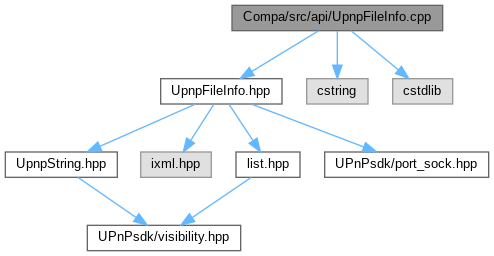 Compa/src/api/UpnpFileInfo.cpp
UpnpFileInfo.hpp
cstring
cstdlib
UpnpString.hpp
ixml.hpp
list.hpp
UPnPsdk/port_sock.hpp
UPnPsdk/visibility.hpp